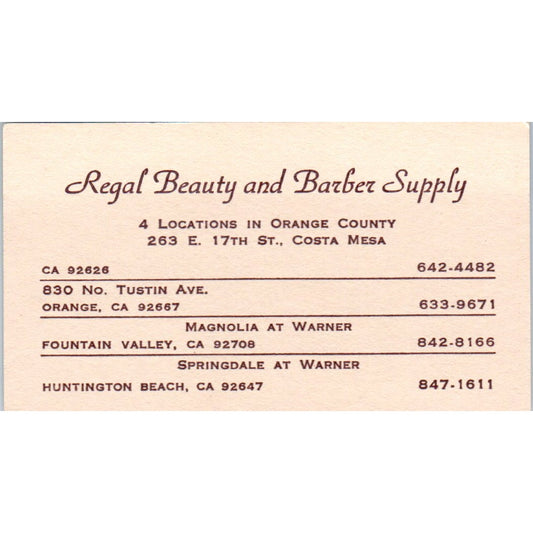 Regal Beauty and Barber Supply
4 Locations in Orange County
263 E. 17th St., Costa Mesa
CA 92626 642-4482
830 No. Tustin Ave.
Orange, CA 92667 633-9671
Magnolia at Warner
Fountain Valley, CA 92708 842-8166
Springdale at Warner
Huntington Beach, CA 92647 847-1611